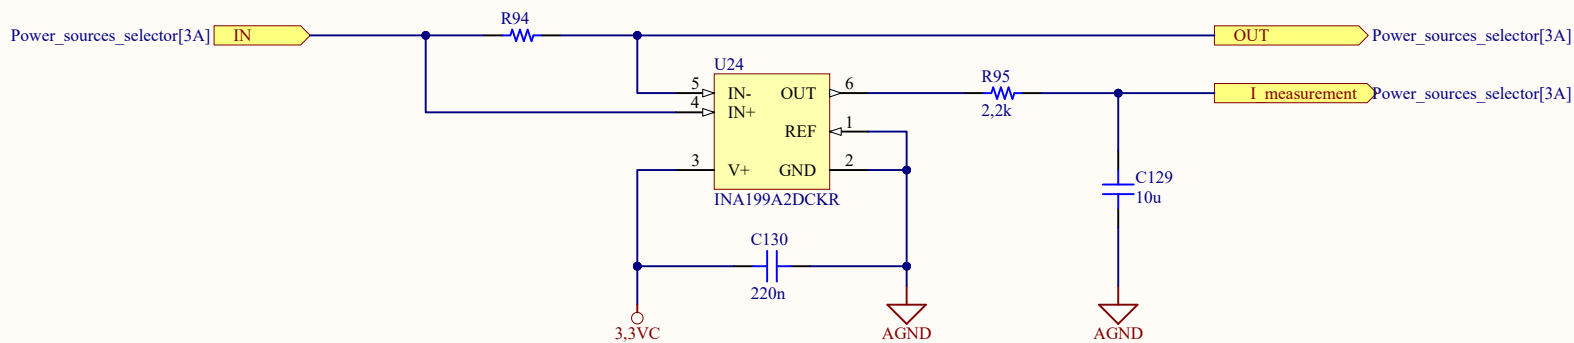 R94
Power_sources_selector[3A] IN
OUT Power_sources_selector[3A]
U24
5 IN- OUT 6
R95
2,2k
I_measurement Power_sources_selector[3A]
4 IN+
REF 1
3 V+ GND 2
INA199A2DCKR
C129
10u
C130
220n
3,3VC
AGND
AGND